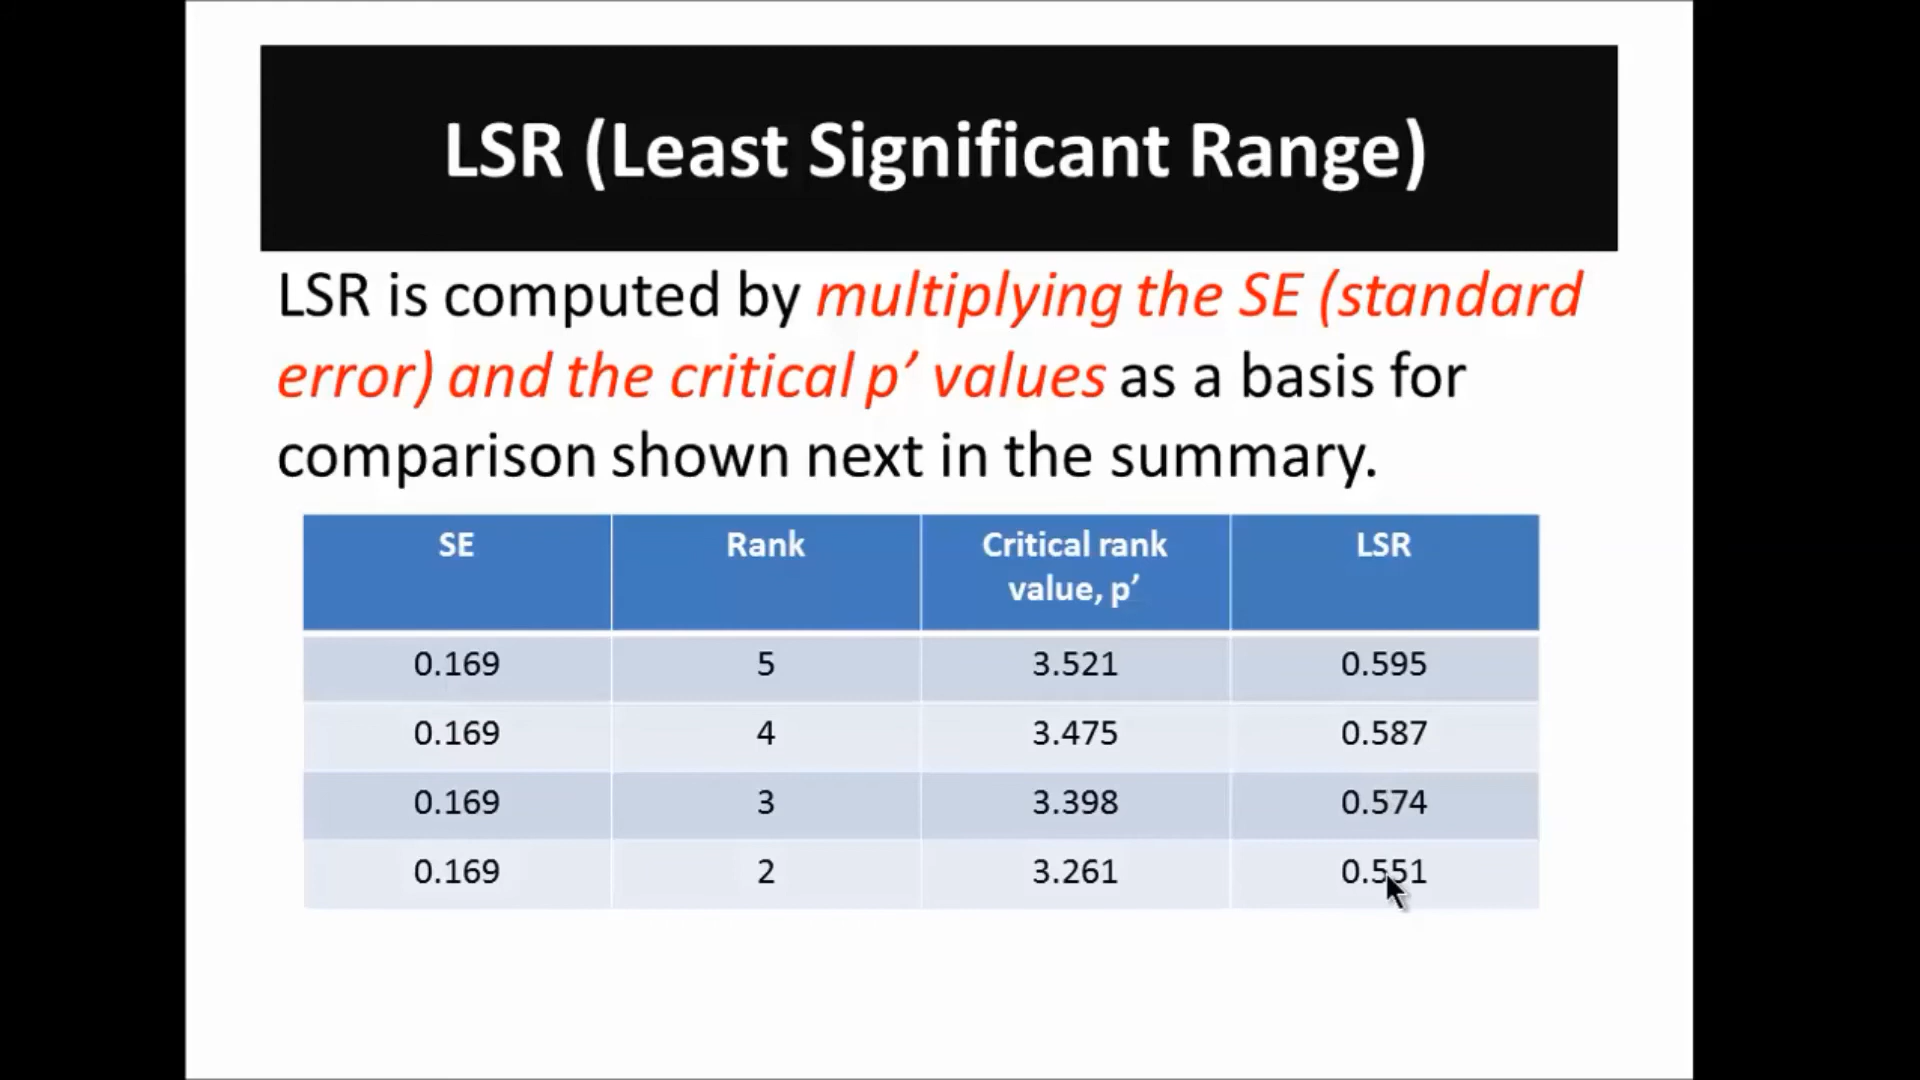 LSR (Least Significant Range)
LSR is computed by multiplying the SE (standard
error) and the critical p’ values as a basis for
comparison shown next in the summary.
SE Rank Critical rank value, p’ LSR
0.169 5 3.521 0.595
0.169 4 3.475 0.587
0.169 3 3.398 0.574
0.169 2 3.261 0.551